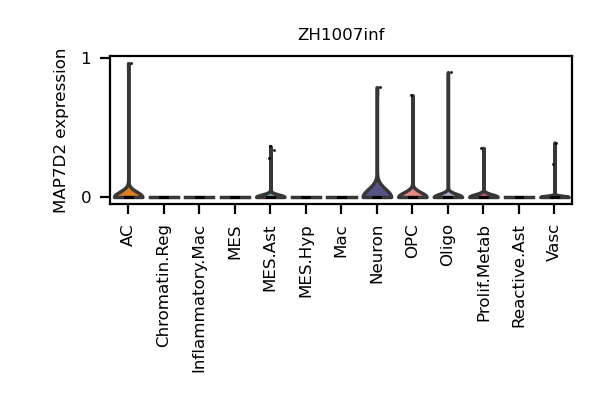 ZH1007inf
MAP7D2 expression
1
0
AC
Chromatin.Reg
Inflammatory.Mac
MES
MES.Ast
MES.Hyp
Mac
Neuron
OPC
Oligo
Prolif.Metab
Reactive.Ast
Vasc